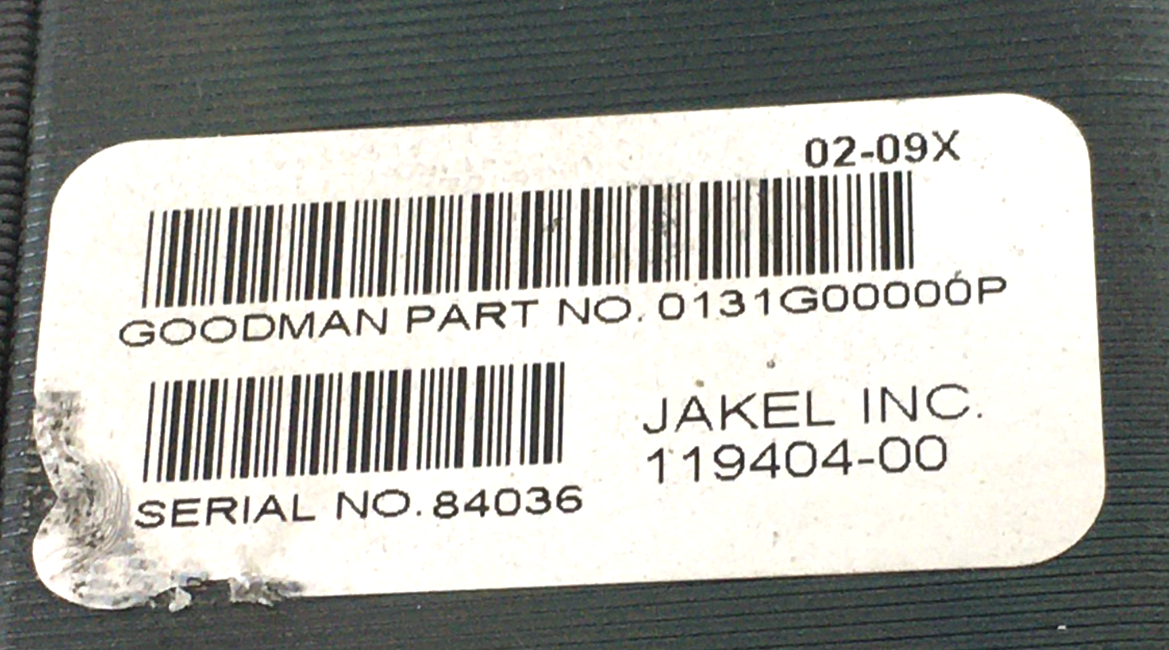 02-09X
GOODMAN PART NO. 0131G00000P
JAKEL INC.
119404-00
SERIAL NO. 84036